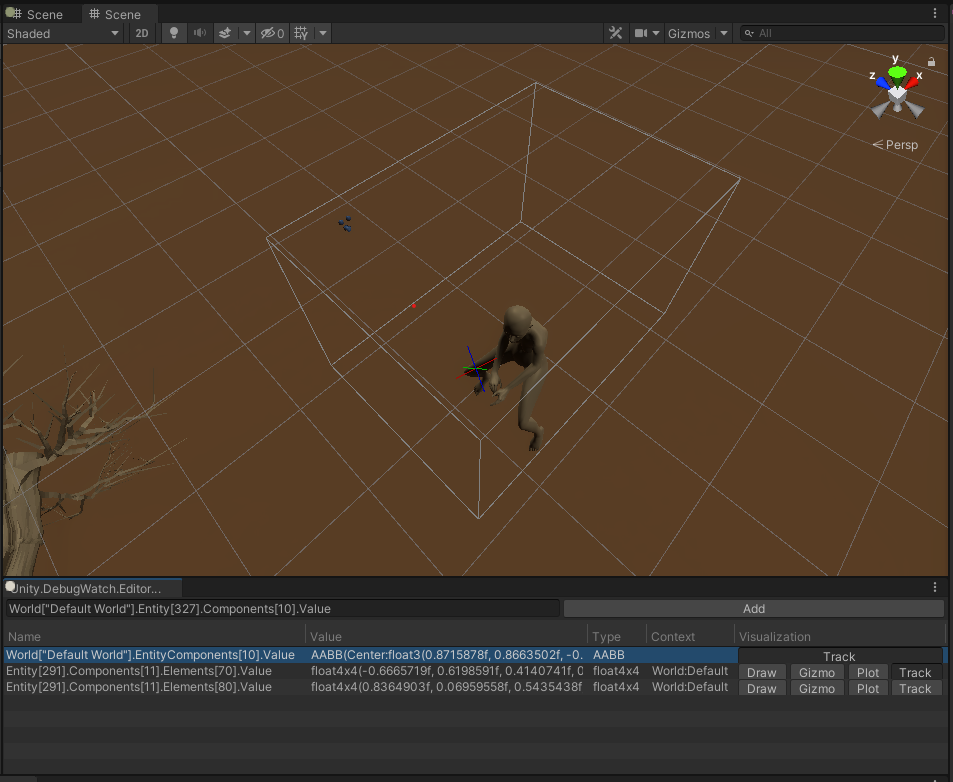 Scene Scene
Shaded 2D 0 Gizmos All
y
z x
Persp
Unity.DebugWatch.Editor...
World["Default World"].Entity[327].Components[10].Value Add
Name Value Type Context Visualization
World["Default World"].EntityComponents[10].Value AABB(Center:float3(0.8715878f, 0.8663502f, -0. AABB Track
Entity[291].Components[11].Elements[70].Value float4x4(-0.6665719f, 0.6198591f, 0.4140741f, 0 float4x4 World:Default Draw Gizmo Plot Track
Entity[291].Components[11].Elements[80].Value float4x4(0.8364903f, 0.06959558f, 0.5435438f float4x4 World:Default Draw Gizmo Plot Track